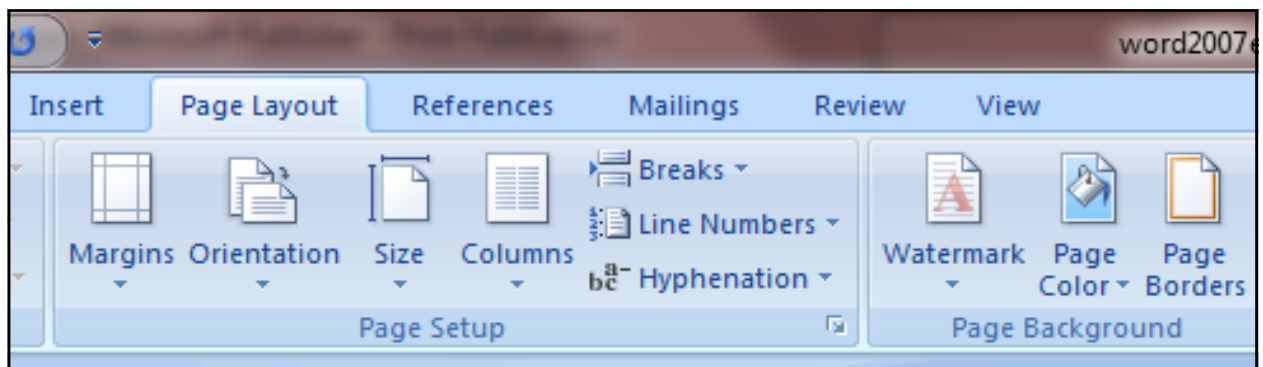 word2007e
Insert Page Layout References Mailings Review View
Margins Orientation Size Columns
Breaks
Line Numbers
Hyphenation
Page Setup
Watermark Page Color Page Borders
Page Background